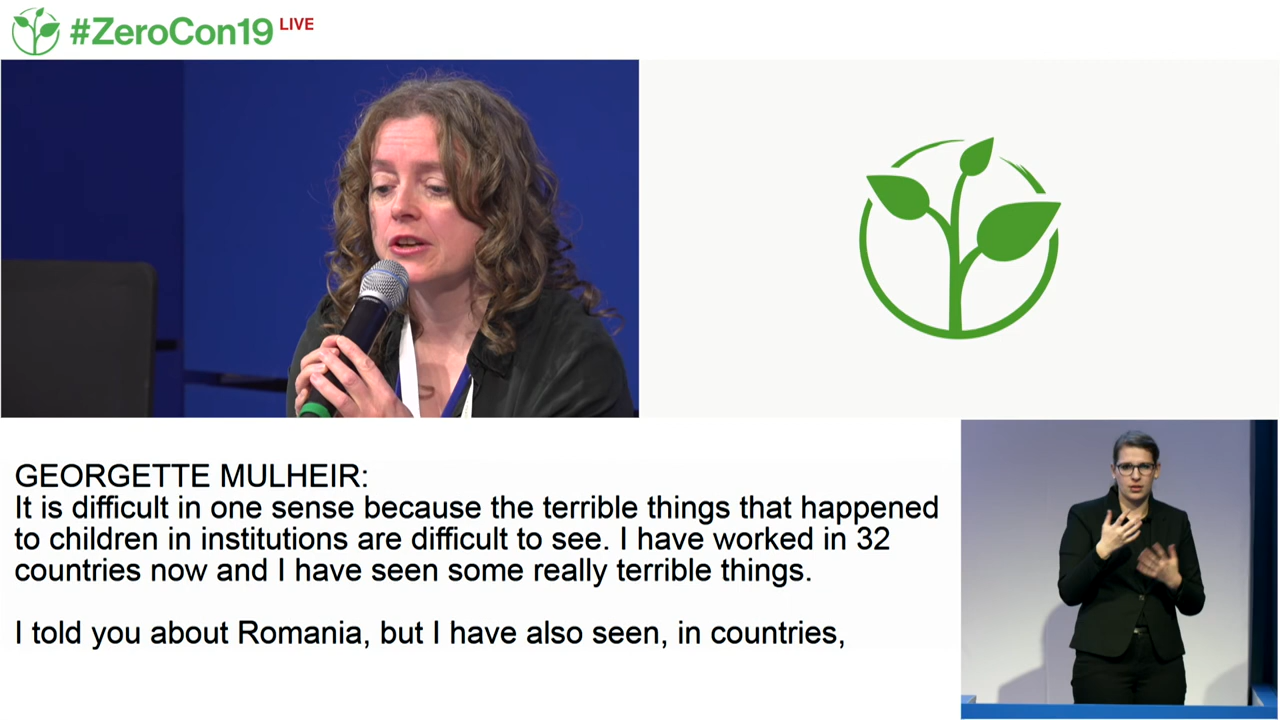 #ZeroCon19 LIVE
GEORGETTE MULHEIR:
It is difficult in one sense because the terrible things that happened
to children in institutions are difficult to see. I have worked in 32
countries now and I have seen some really terrible things.
I told you about Romania, but I have also seen, in countries,